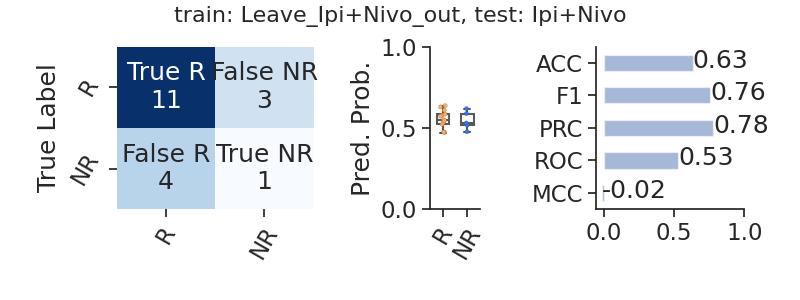 train: Leave_Ipi+Nivo_out, test: Ipi+Nivo
True Label
R
NR
True R
11
False NR
3
False R
4
True NR
1
R
NR
Pred. Prob.
1.0
0.5
0.0
R
NR
ACC
F1
PRC
ROC
MCC
0.63
0.76
0.78
0.53
-0.02
0.0
0.5
1.0